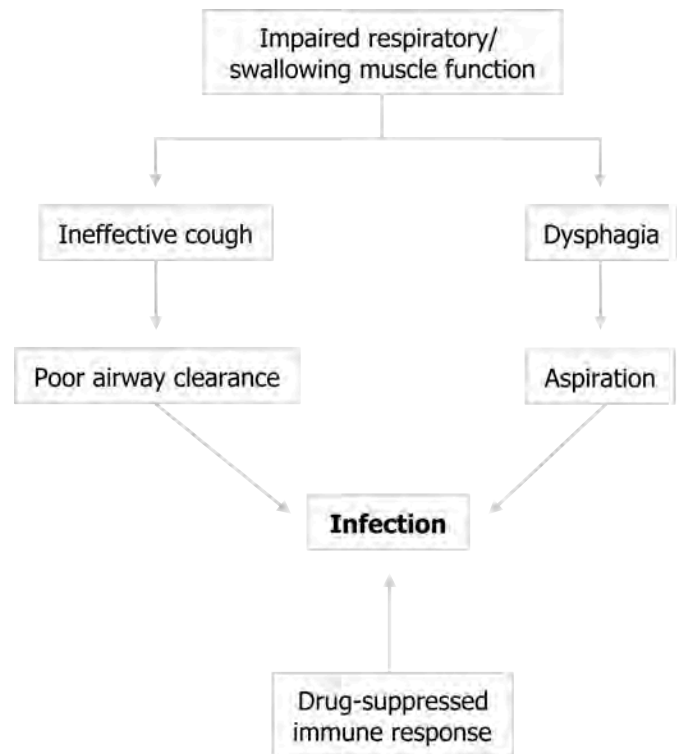 Impaired respiratory/
swallowing muscle function
Ineffective cough
Dysphagia
Poor airway clearance
Aspiration
Infection
Drug-suppressed
immune response